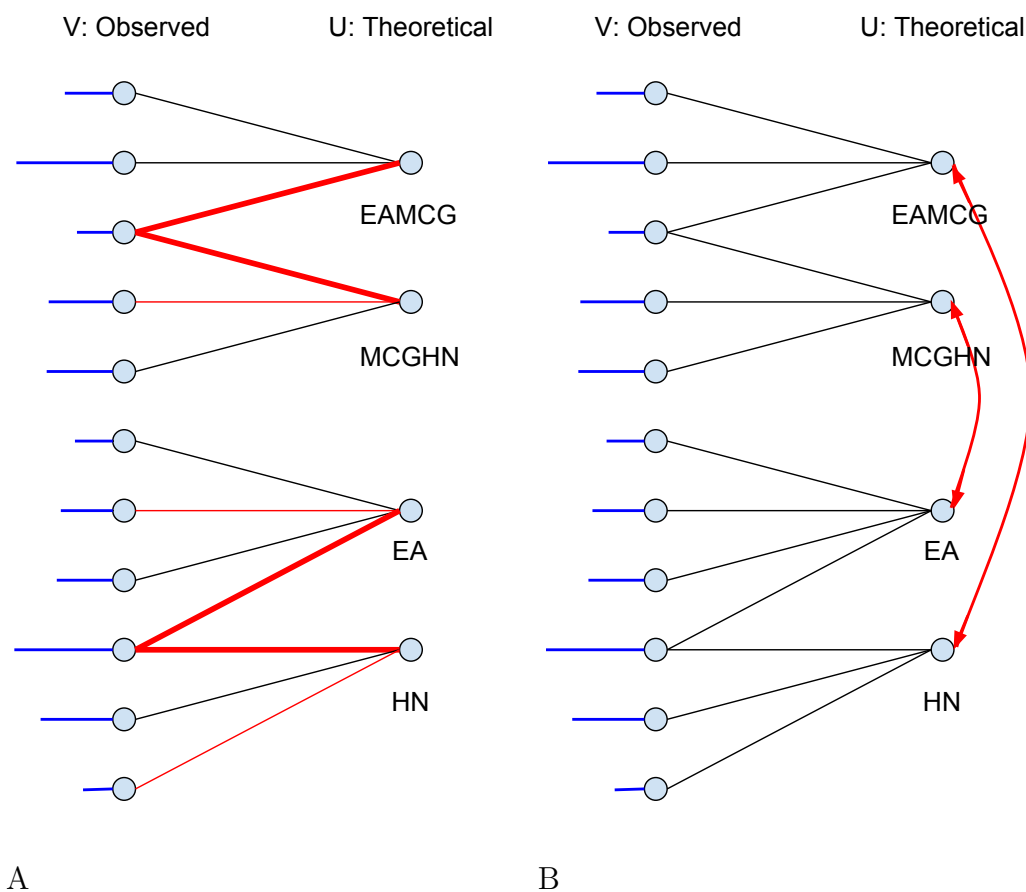 V: Observed U: Theoretical V: Observed U: Theoretical
EAMCG EAMCG
MCGHN MCGHN
EA EA
HN HN
A B